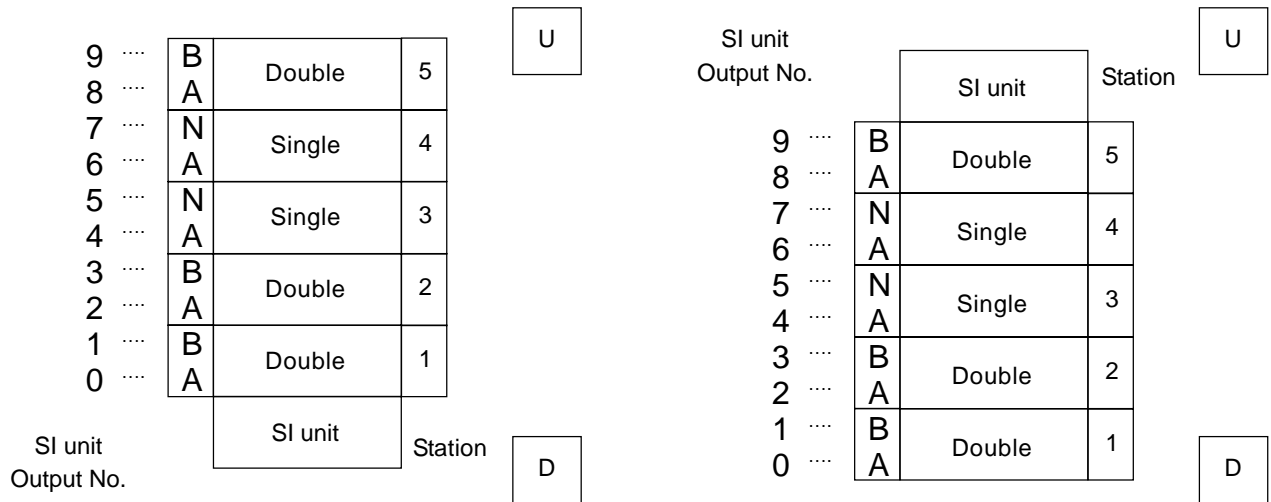 U
9 .... B
Double 5
8 .... A
7 .... N
Single 4
6 .... A
5 .... N
Single 3
4 .... A
3 .... B
Double 2
2 .... A
1 .... B
Double 1
0 .... A
SI unit
Output No.
SI unit
Station
D
SI unit
Output No.
SI unit
Station
U
9 .... B
Double 5
8 .... A
7 .... N
Single 4
6 .... A
5 .... N
Single 3
4 .... A
3 .... B
Double 2
2 .... A
1 .... B
Double 1
0 .... A
D